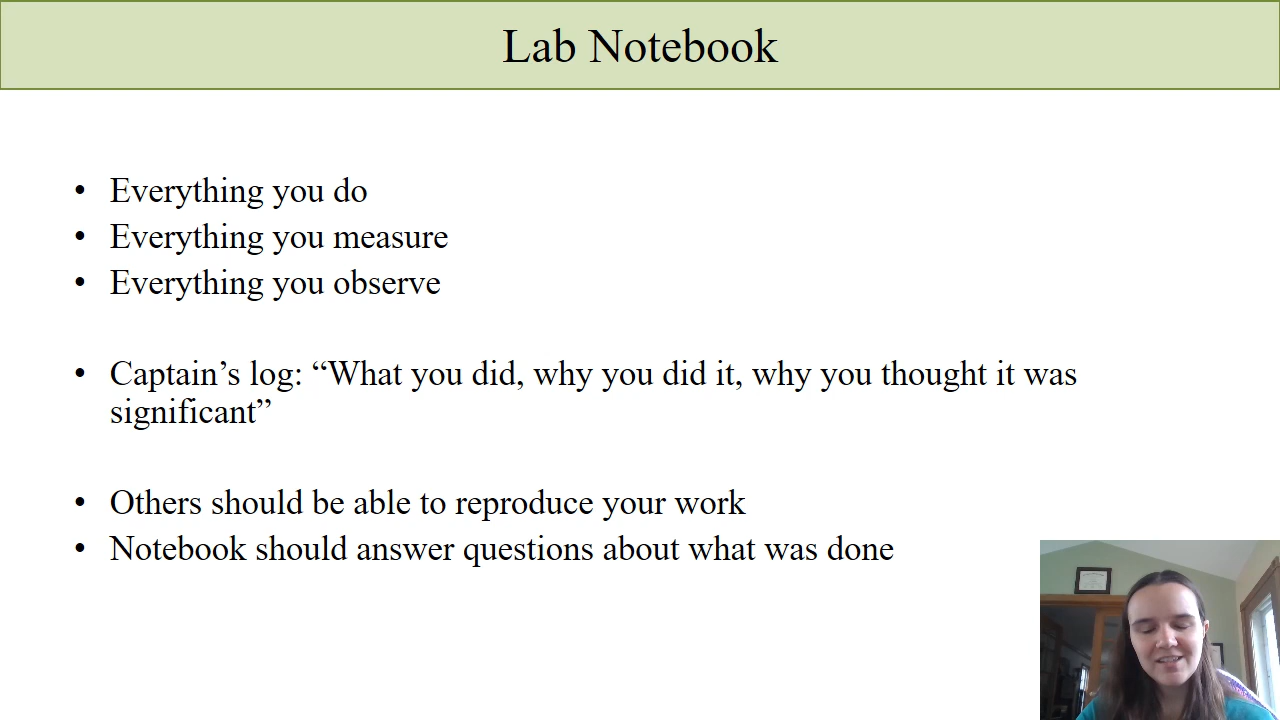 Lab Notebook
• Everything you do
• Everything you measure
• Everything you observe
• Captain’s log: “What you did, why you did it, why you thought it was
significant”
• Others should be able to reproduce your work
• Notebook should answer questions about what was done